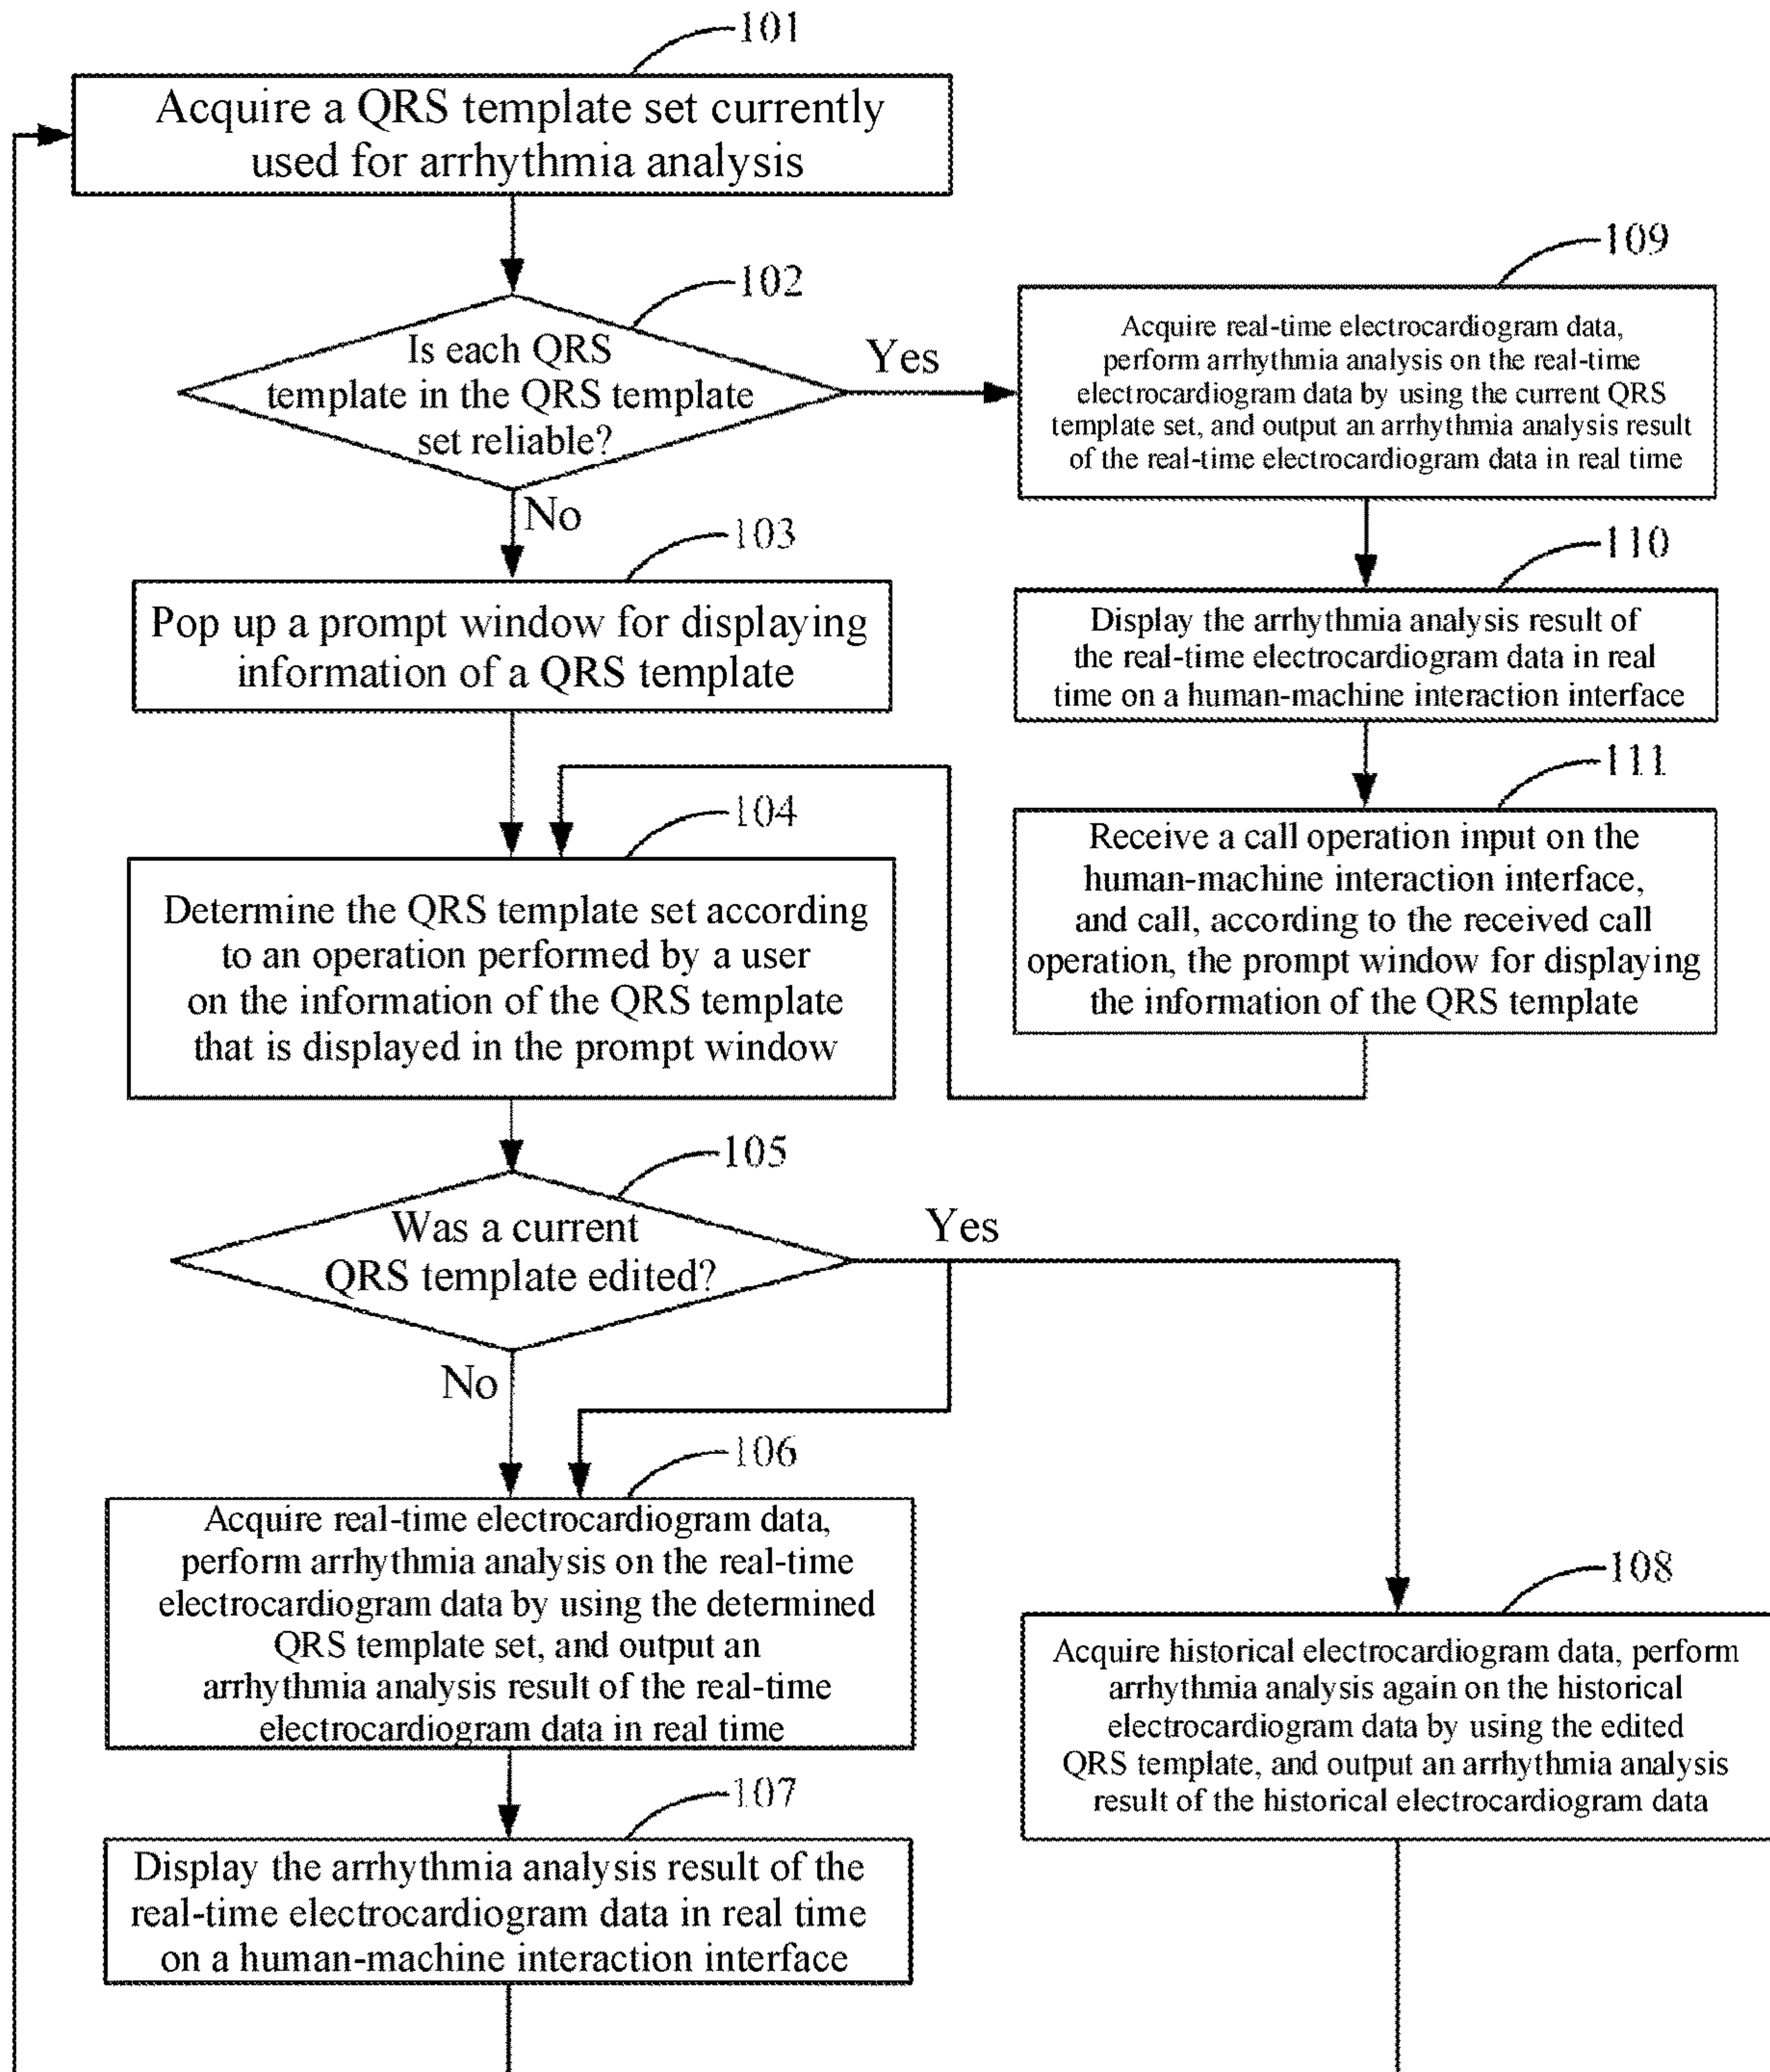 101
Acquire a QRS template set currently
used for arrhythmia analysis
102
Is each QRS
template in the QRS template
set reliable?
Yes
No
109
Acquire real-time electrocardiogram data,
perform arrhythmia analysis on the real-time
electrocardiogram data by using the current QRS
template set, and output an arrhythmia analysis result
of the real-time electrocardiogram data in real time
103
Pop up a prompt window for displaying
information of a QRS template
110
Display the arrhythmia analysis result of
the real-time electrocardiogram data in real
time on a human-machine interaction interface
111
Receive a call operation input on the
human-machine interaction interface,
and call, according to the received call
operation, the prompt window for displaying
the information of the QRS template
104
Determine the QRS template set according
to an operation performed by a user
on the information of the QRS template
that is displayed in the prompt window
105
Was a current
QRS template edited?
Yes
No
106
Acquire real-time electrocardiogram data,
perform arrhythmia analysis on the real-time
electrocardiogram data by using the determined
QRS template set, and output an
arrhythmia analysis result of the real-time
electrocardiogram data in real time
108
Acquire historical electrocardiogram data, perform
arrhythmia analysis again on the historical
electrocardiogram data by using the edited
QRS template, and output an arrhythmia analysis
result of the historical electrocardiogram data
107
Display the arrhythmia analysis result of the
real-time electrocardiogram data in real time
on a human-machine interaction interface